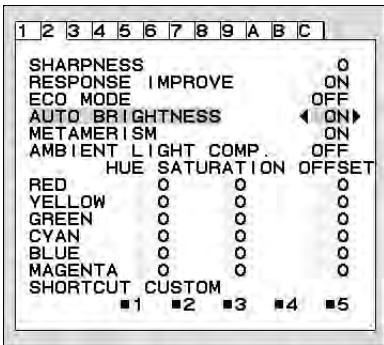 1 2 3 4 5 6 7 8 9 A B C
SHARPNESS 0
RESPONSE IMPROVE ON
ECO MODE OFF
AUTO BRIGHTNESS ◀ ON▶
METAMERISM ON
AMBIENT LIGHT COMP. OFF
HUE SATURATION OFFSET
RED 0 0 0
YELLOW 0 0 0
GREEN 0 0 0
CYAN 0 0 0
BLUE 0 0 0
MAGENTA 0 0 0
SHORTCUT CUSTOM
■1 ■2 ■3 ■4 ■5